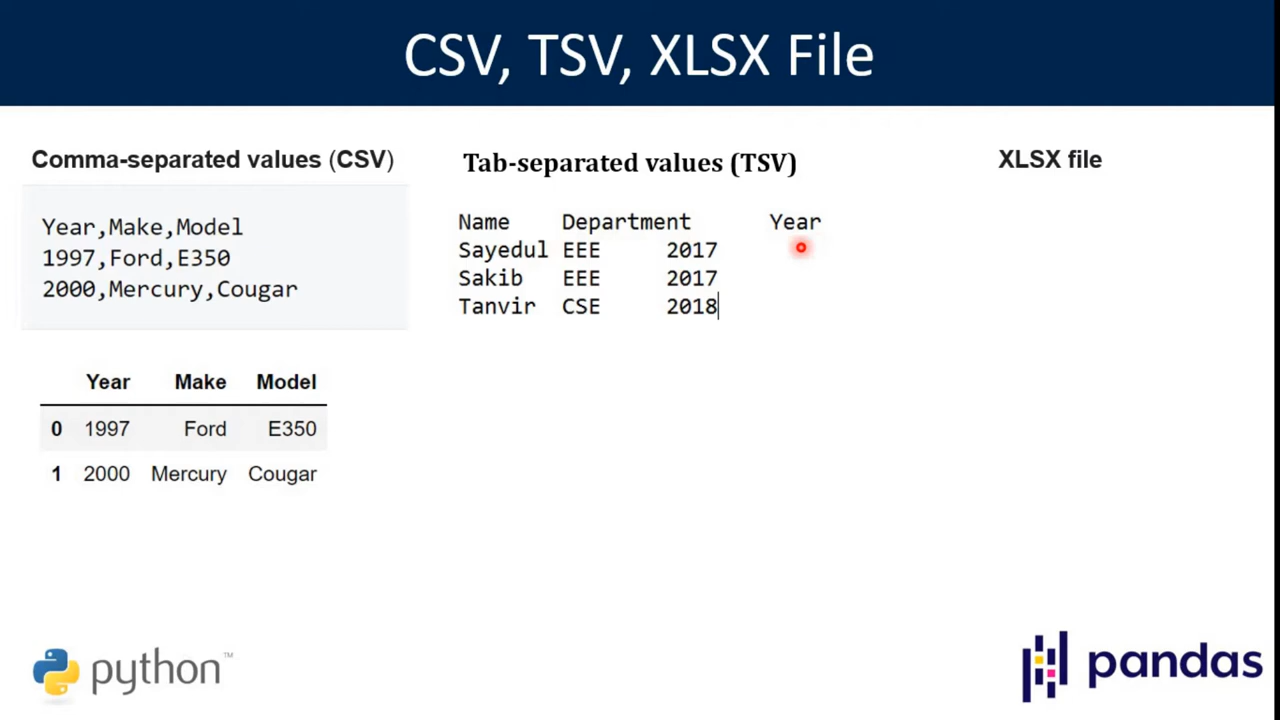 CSV, TSV, XLSX File
Comma-separated values (CSV)
Year,Make,Model
1997,Ford,E350
2000,Mercury,Cougar
Year Make Model
0 1997 Ford E350
1 2000 Mercury Cougar
Tab-separated values (TSV)
Name Department Year
Sayedul EEE 2017
Sakib EEE 2017
Tanvir CSE 2018
XLSX file
python™
pandas